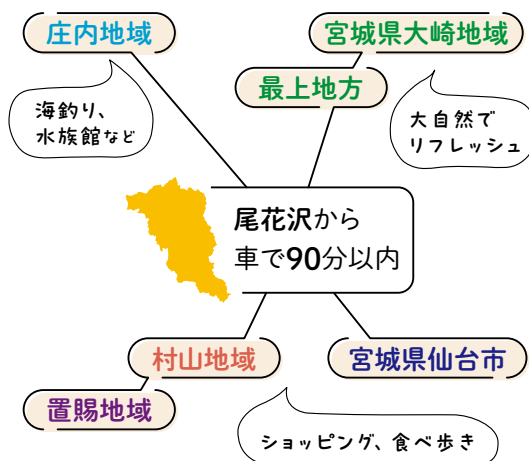 庄内地域
宮城県大崎地域
最上地方
海釣り、
水族館など
大自然で
リフレッシュ
尾花沢から
車で90分以内
村山地域
宮城県仙台市
置賜地域
ショッピング、食べ歩き